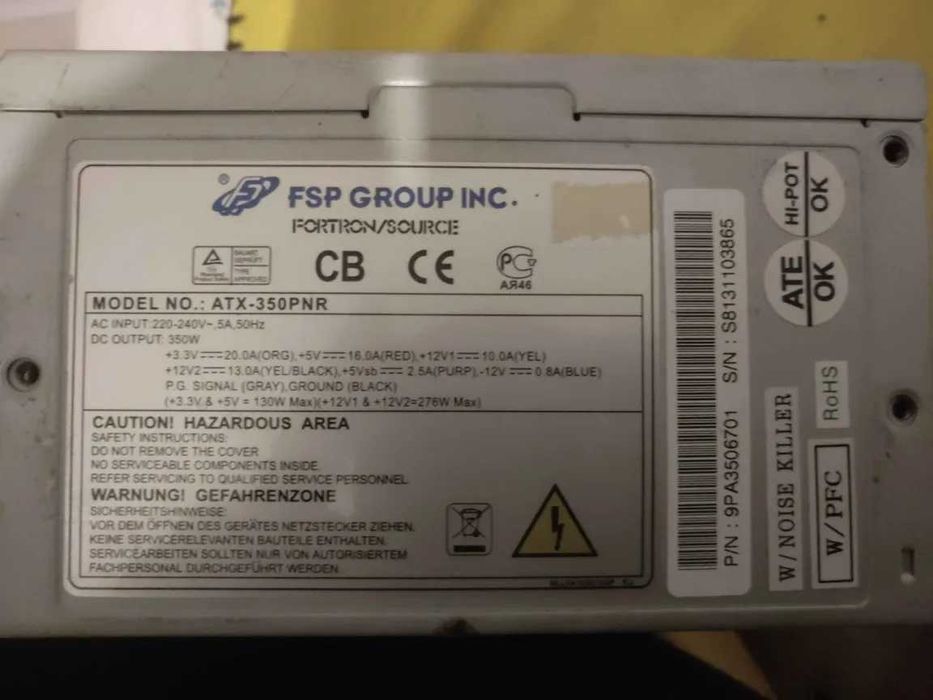 FSP GROUP INC.
FORTRON/SOURCE
BAUART
GEPRÜFT
TYPE
APPROVED
CB CE PG
AЯ46
MODEL NO.: ATX-350PNR
AC INPUT:220-240V~,5A,50Hz
DC OUTPUT: 350W
+3.3V⎓20.0A(ORG),+5V⎓16.0A(RED),+12V1⎓10.0A(YEL)
+12V2⎓13.0A(YEL/BLACK),+5Vsb⎓2.5A(PURP),-12V⎓0.8A(BLUE)
P.G. SIGNAL (GRAY),GROUND (BLACK)
(+3.3V & +5V = 130W Max)(+12V1 & +12V2=276W Max)
CAUTION! HAZARDOUS AREA
SAFETY INSTRUCTIONS:
DO NOT REMOVE THE COVER
NO SERVICEABLE COMPONENTS INSIDE.
REFER SERVICING TO QUALIFIED SERVICE PERSONNEL.
WARNUNG! GEFAHRENZONE
SICHERHEITSHINWEISE:
VOR DEM ÖFFNEN DES GERÄTES NETZSTECKER ZIEHEN.
KEINE SERVICERELEVANTEN BAUTEILE ENTHALTEN.
SERVICEARBEITEN SOLLTEN NUR VON AUTORISIERTEM
FACHPERSONAL DURCHGEFÜHRT WERDEN.
P/N : 9PA3506701 S/N : S8131103865
HI-POT
OK
ATE
OK
W/NOISE KILLER
RoHS
W/PFC